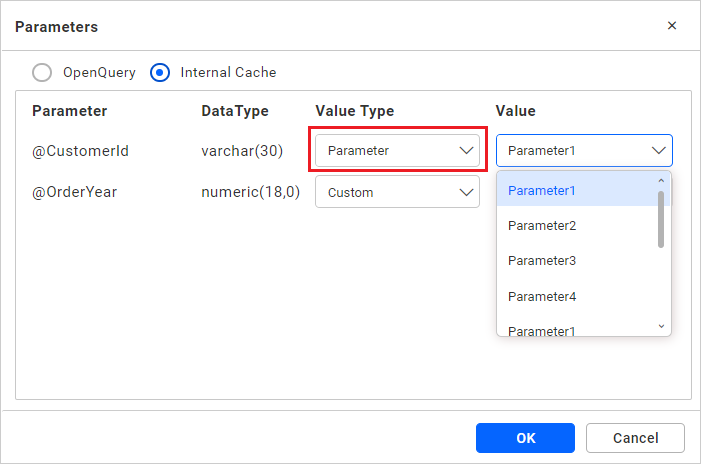 Parameters
OpenQuery Internal Cache
Parameter DataType Value Type Value
@CustomerId varchar(30) Parameter Parameter1
@OrderYear numeric(18,0) Custom Parameter1
Parameter2
Parameter3
Parameter4
Parameter1
OK Cancel